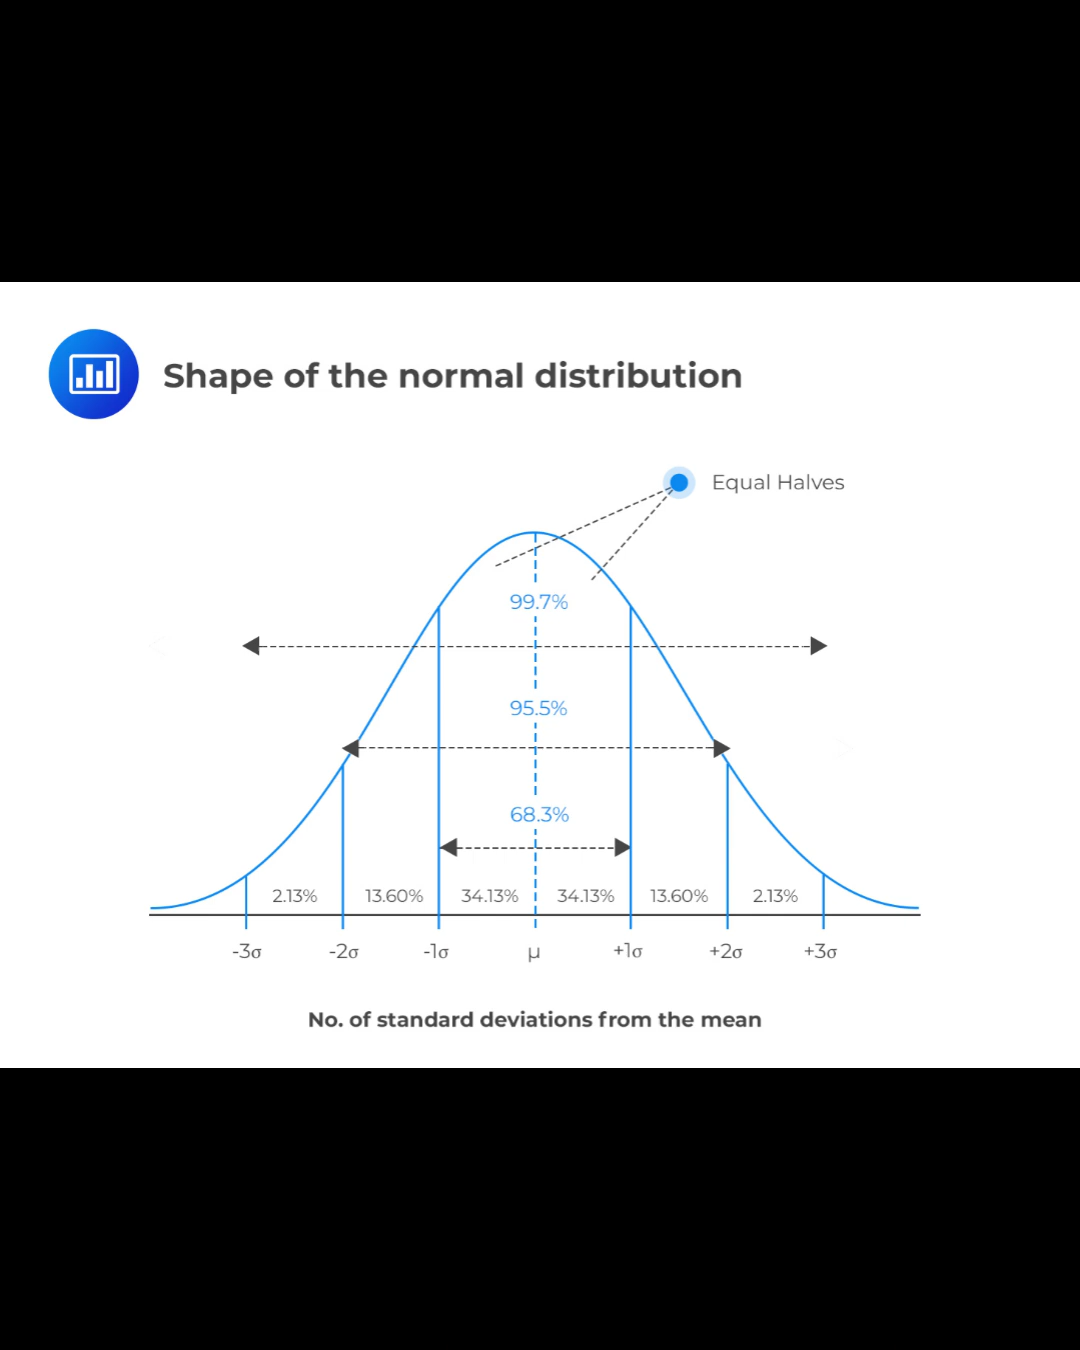 Shape of the normal distribution
Equal Halves
99.7%
95.5%
68.3%
2.13% 13.60% 34.13% 34.13% 13.60% 2.13%
-3σ -2σ -1σ μ +1σ +2σ +3σ
No. of standard deviations from the mean